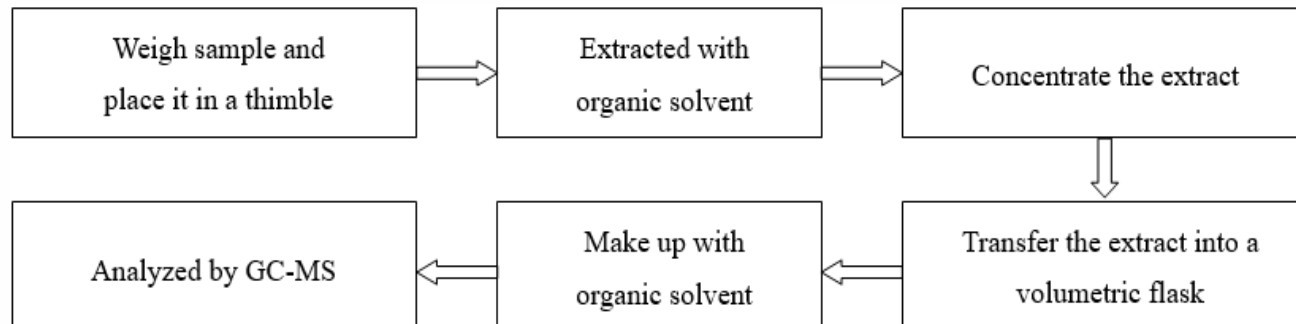 Weigh sample and
place it in a thimble
Extracted with
organic solvent
Concentrate the extract
Transfer the extract into a
volumetric flask
Make up with
organic solvent
Analyzed by GC-MS